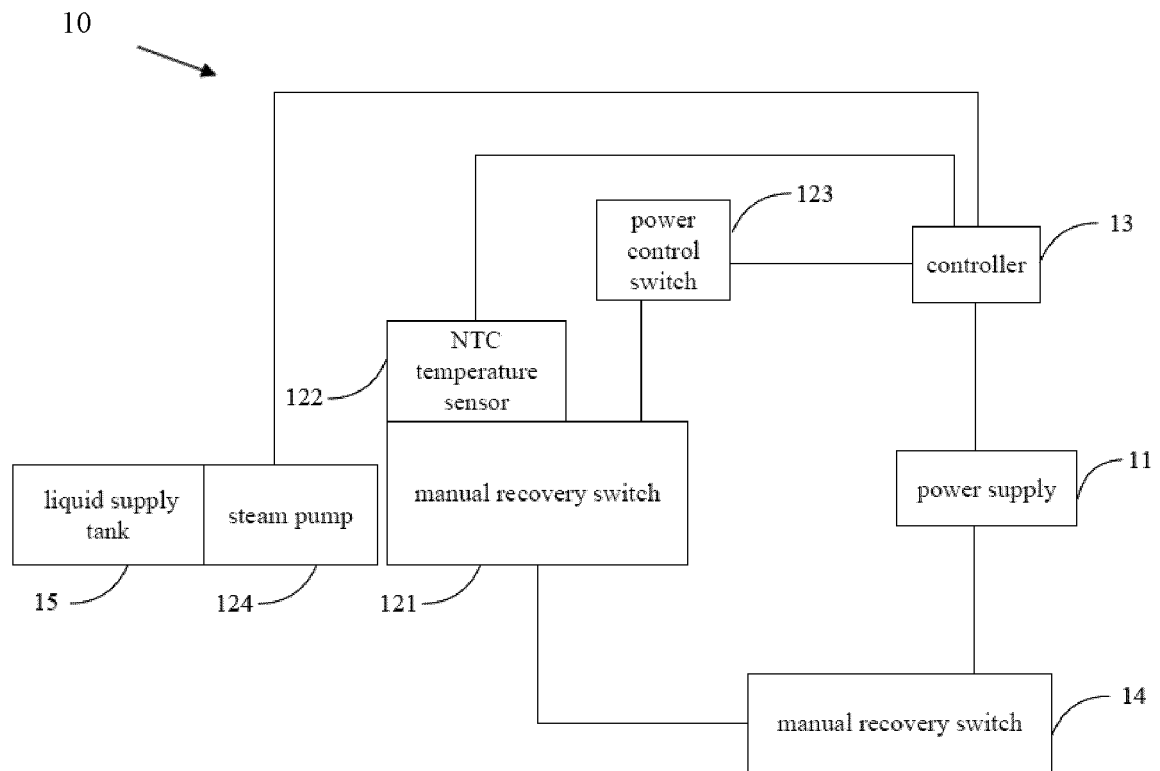 10
power
control
switch
123
controller
13
NTC
temperature
sensor
122
manual recovery switch
121
liquid supply
tank
15
steam pump
124
power supply
11
manual recovery switch
14